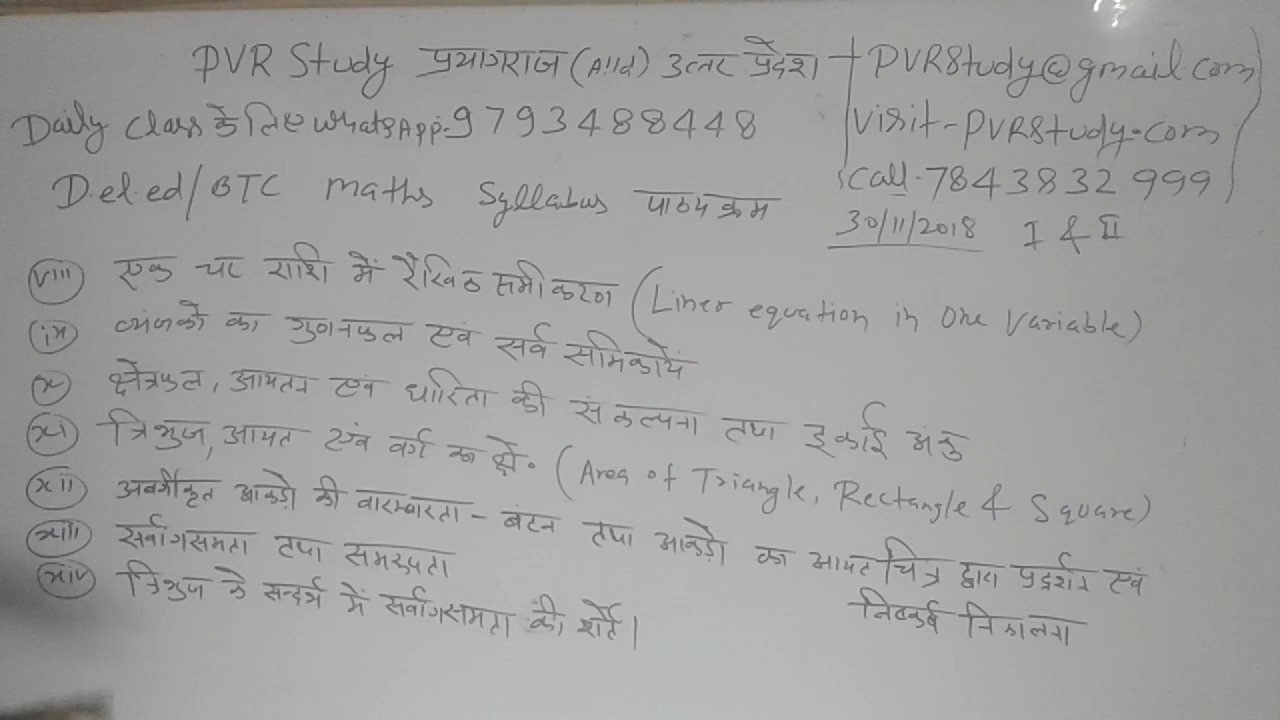 PVR Study प्रयागराज (Alld) उत्तर प्रदेश
PVRStudy@gmail.com
Daily Class के लिए WhatsApp-9793488448
visit-PVRStudy.com
call-7843832999
D.el.ed/BTC maths Syllabus पाठ्यक्रम
30/11/2018 I & II
(viii) एक चर राशि में रैखिक समीकरण (Liner equation in One Variable)
(ix) व्यंजको का गुणनफल एवं सर्व समिकायें
(x) क्षेत्रफल, आयतन एवं धारिता की संकल्पना तथा इकाई अंक
(xi) त्रिभुज, आयत एवं वर्ग का क्षे. (Area of Triangle, Rectangle & Square)
(xii) अवर्गीकृत आकड़ो की बारम्बारता - बंटन तथा आकड़ो का आयत चित्र द्वारा प्रदर्शन एवं
निष्कर्ष निकालना
(xiii) सर्वांगसमता तथा समरूपता
(xiv) त्रिभुज के सन्दर्भ में सर्वांगसमता की शर्ते।